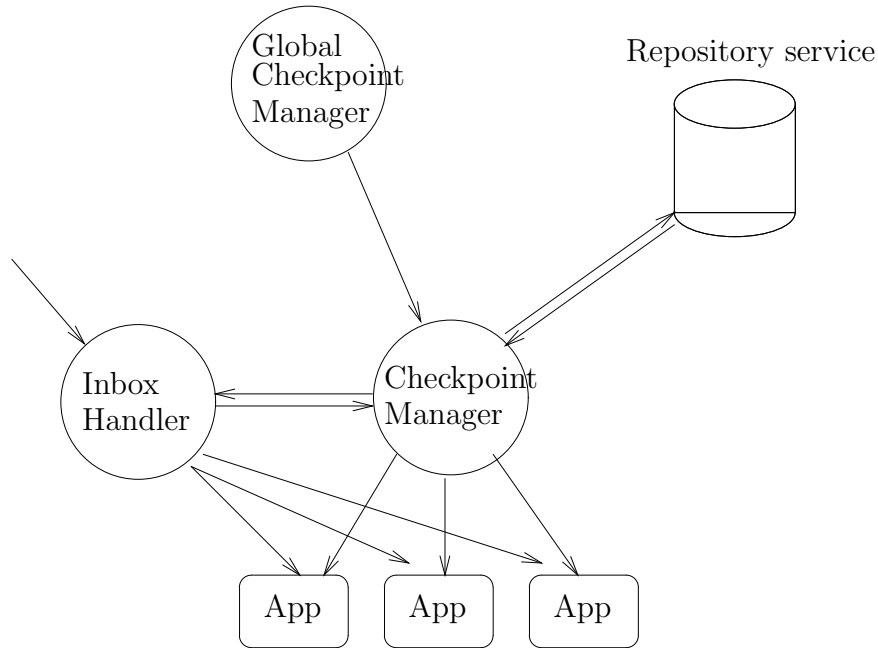 Global
Checkpoint
Manager
Repository service
Inbox
Handler
Checkpoint
Manager
App
App
App